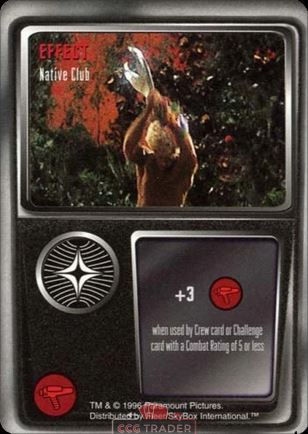 EFFECT
Native Club
+3
when used by Crew card or Challenge
card with a Combat Rating of 5 or less
TM & © 1996 Paramount Pictures.
Distributed by Fleer/SkyBox International.™
CCG TRADER